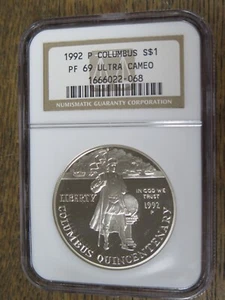 1992 P COLUMBUS S$1
PF 69 ULTRA CAMEO
1666022-068
NUMISMATIC GUARANTY CORPORATION
LIBERTY
IN GOD WE
TRUST
1992
P
COLUMBUS QUINCENTENARY